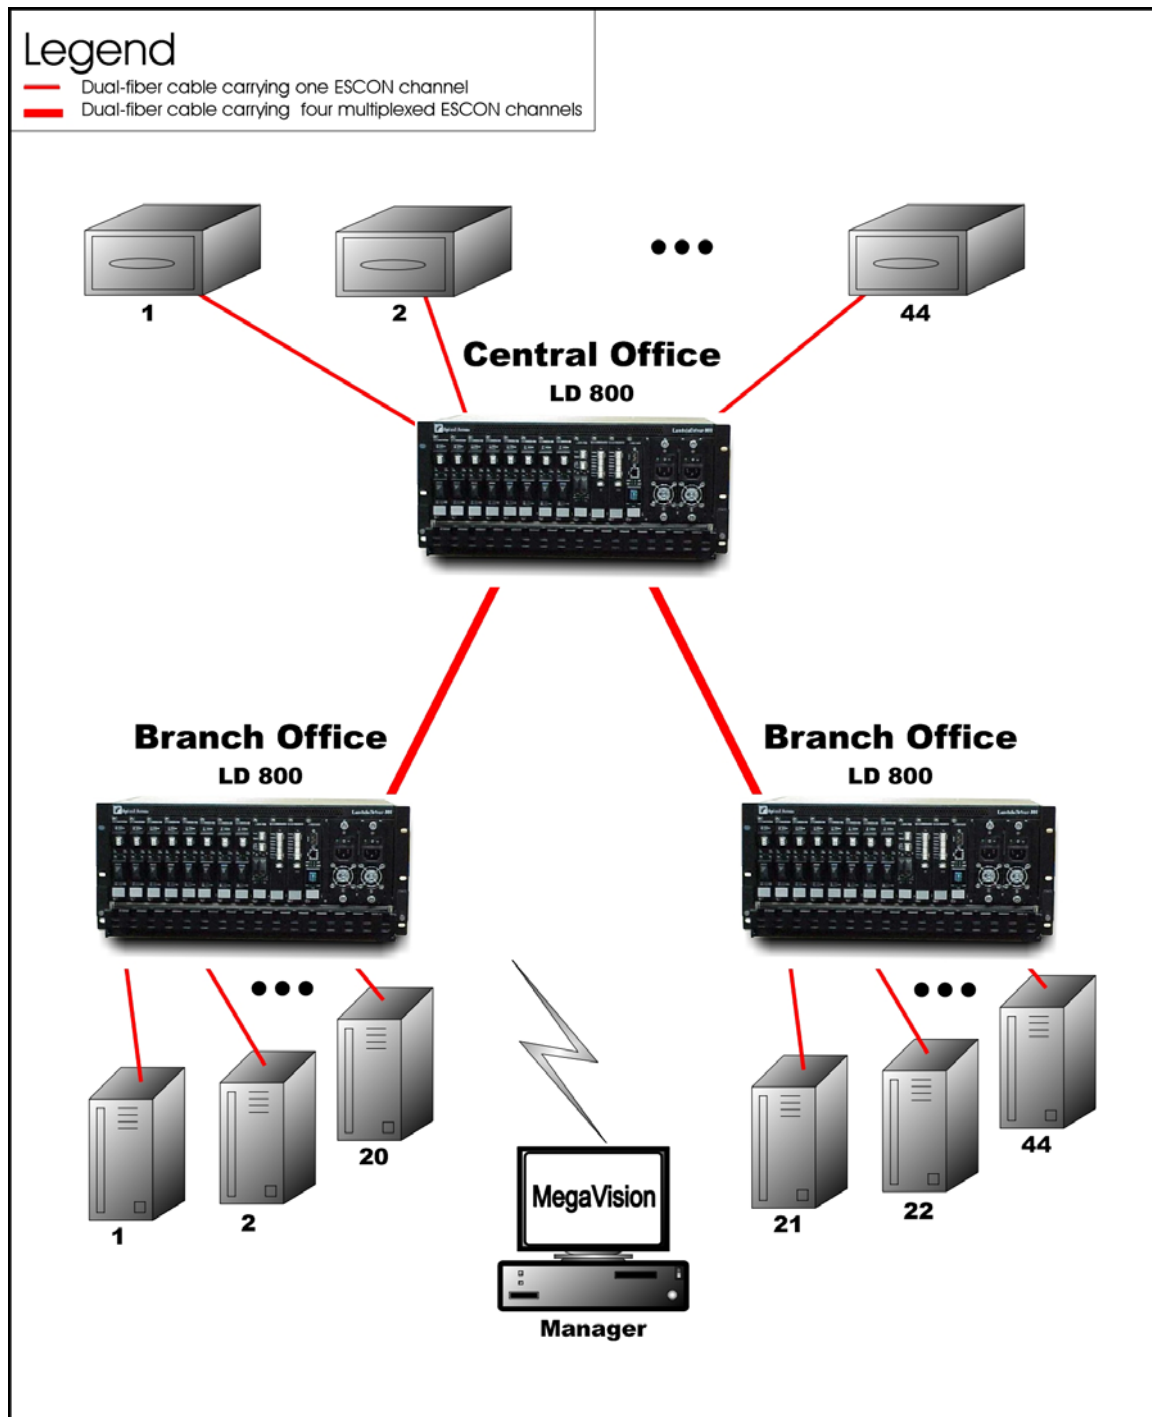 Legend
Dual-fiber cable carrying one ESCON channel
Dual-fiber cable carrying four multiplexed ESCON channels
1
2
44
Central Office
LD 800
Branch Office
LD 800
Branch Office
LD 800
1
2
20
21
22
44
MegaVision
Manager